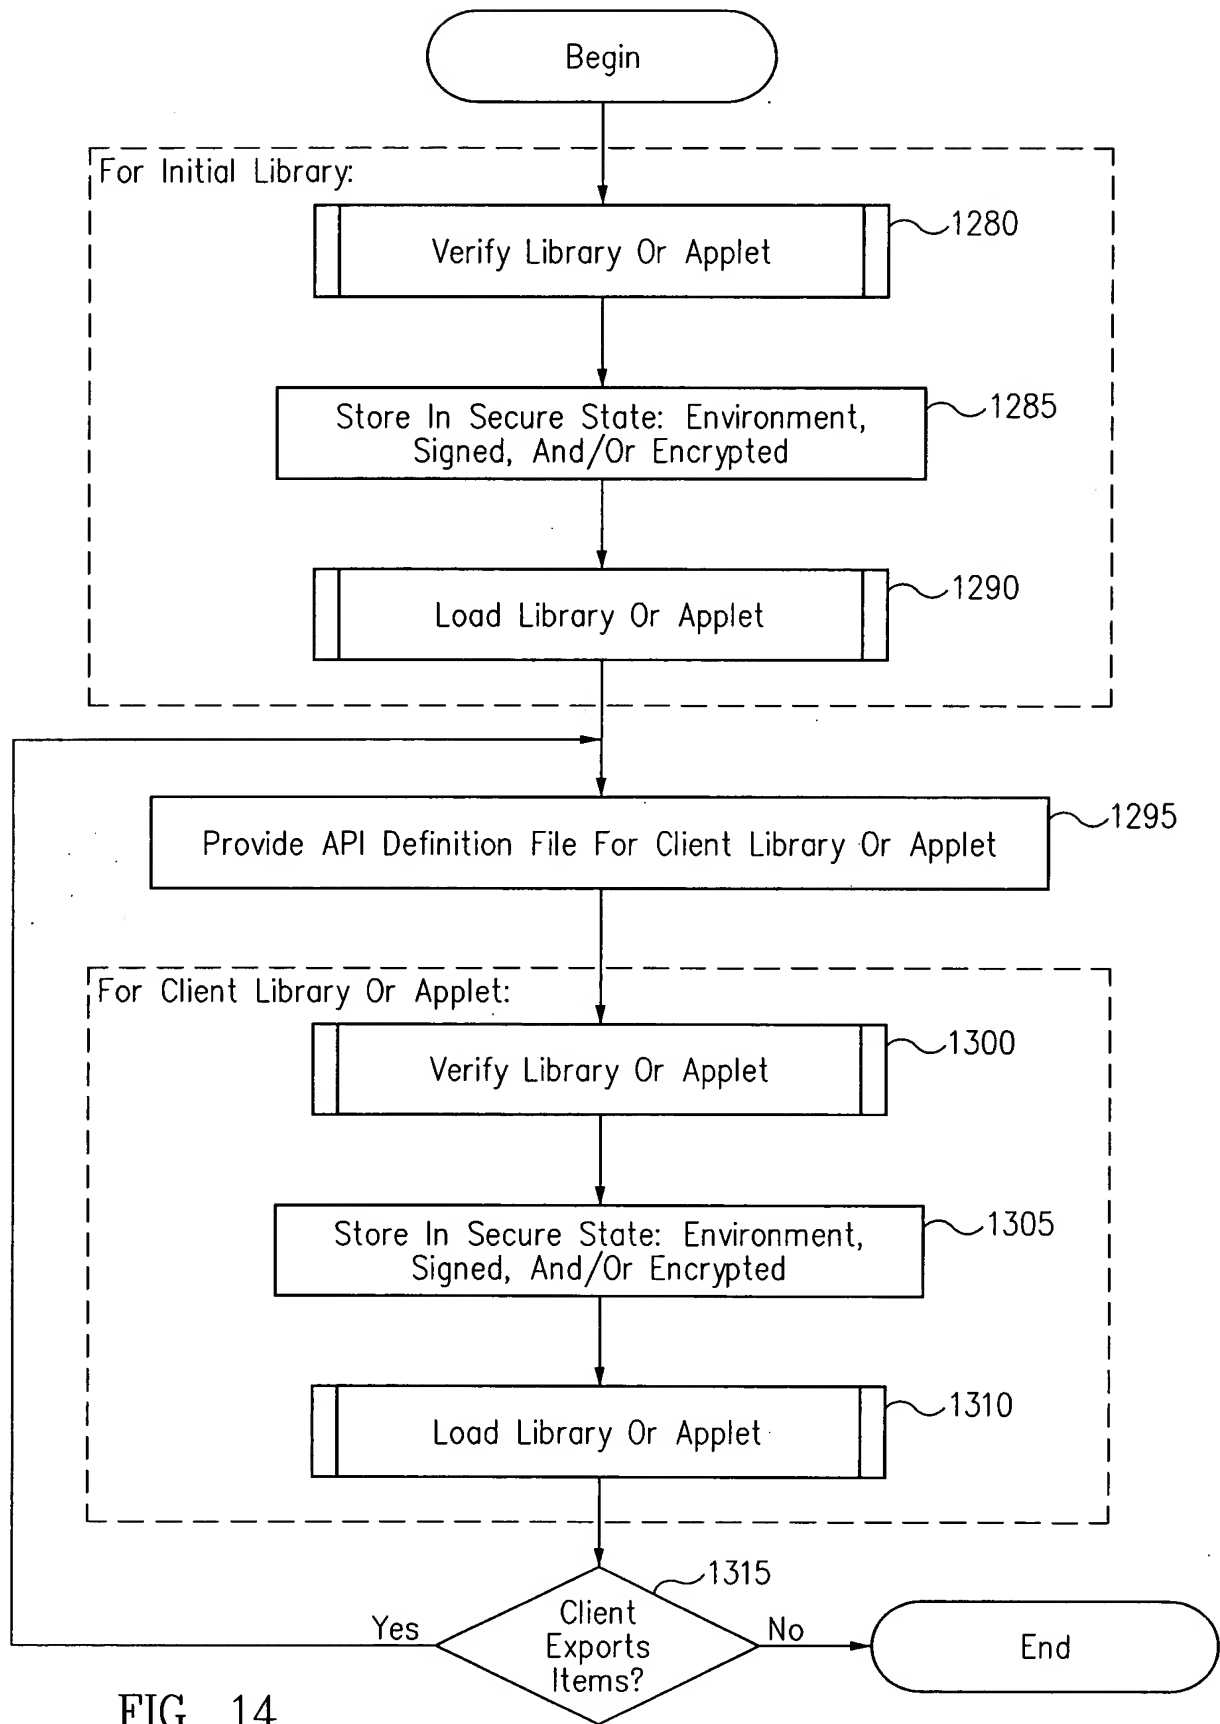 Begin
For Initial Library:
1280
Verify Library Or Applet
1285
Store In Secure State: Environment,
Signed, And/Or Encrypted
1290
Load Library Or Applet
1295
Provide API Definition File For Client Library Or Applet
For Client Library Or Applet:
1300
Verify Library Or Applet
1305
Store In Secure State: Environment,
Signed, And/Or Encrypted
1310
Load Library Or Applet
1315
Client
Exports
Items?
Yes
No
End
FIG. 14